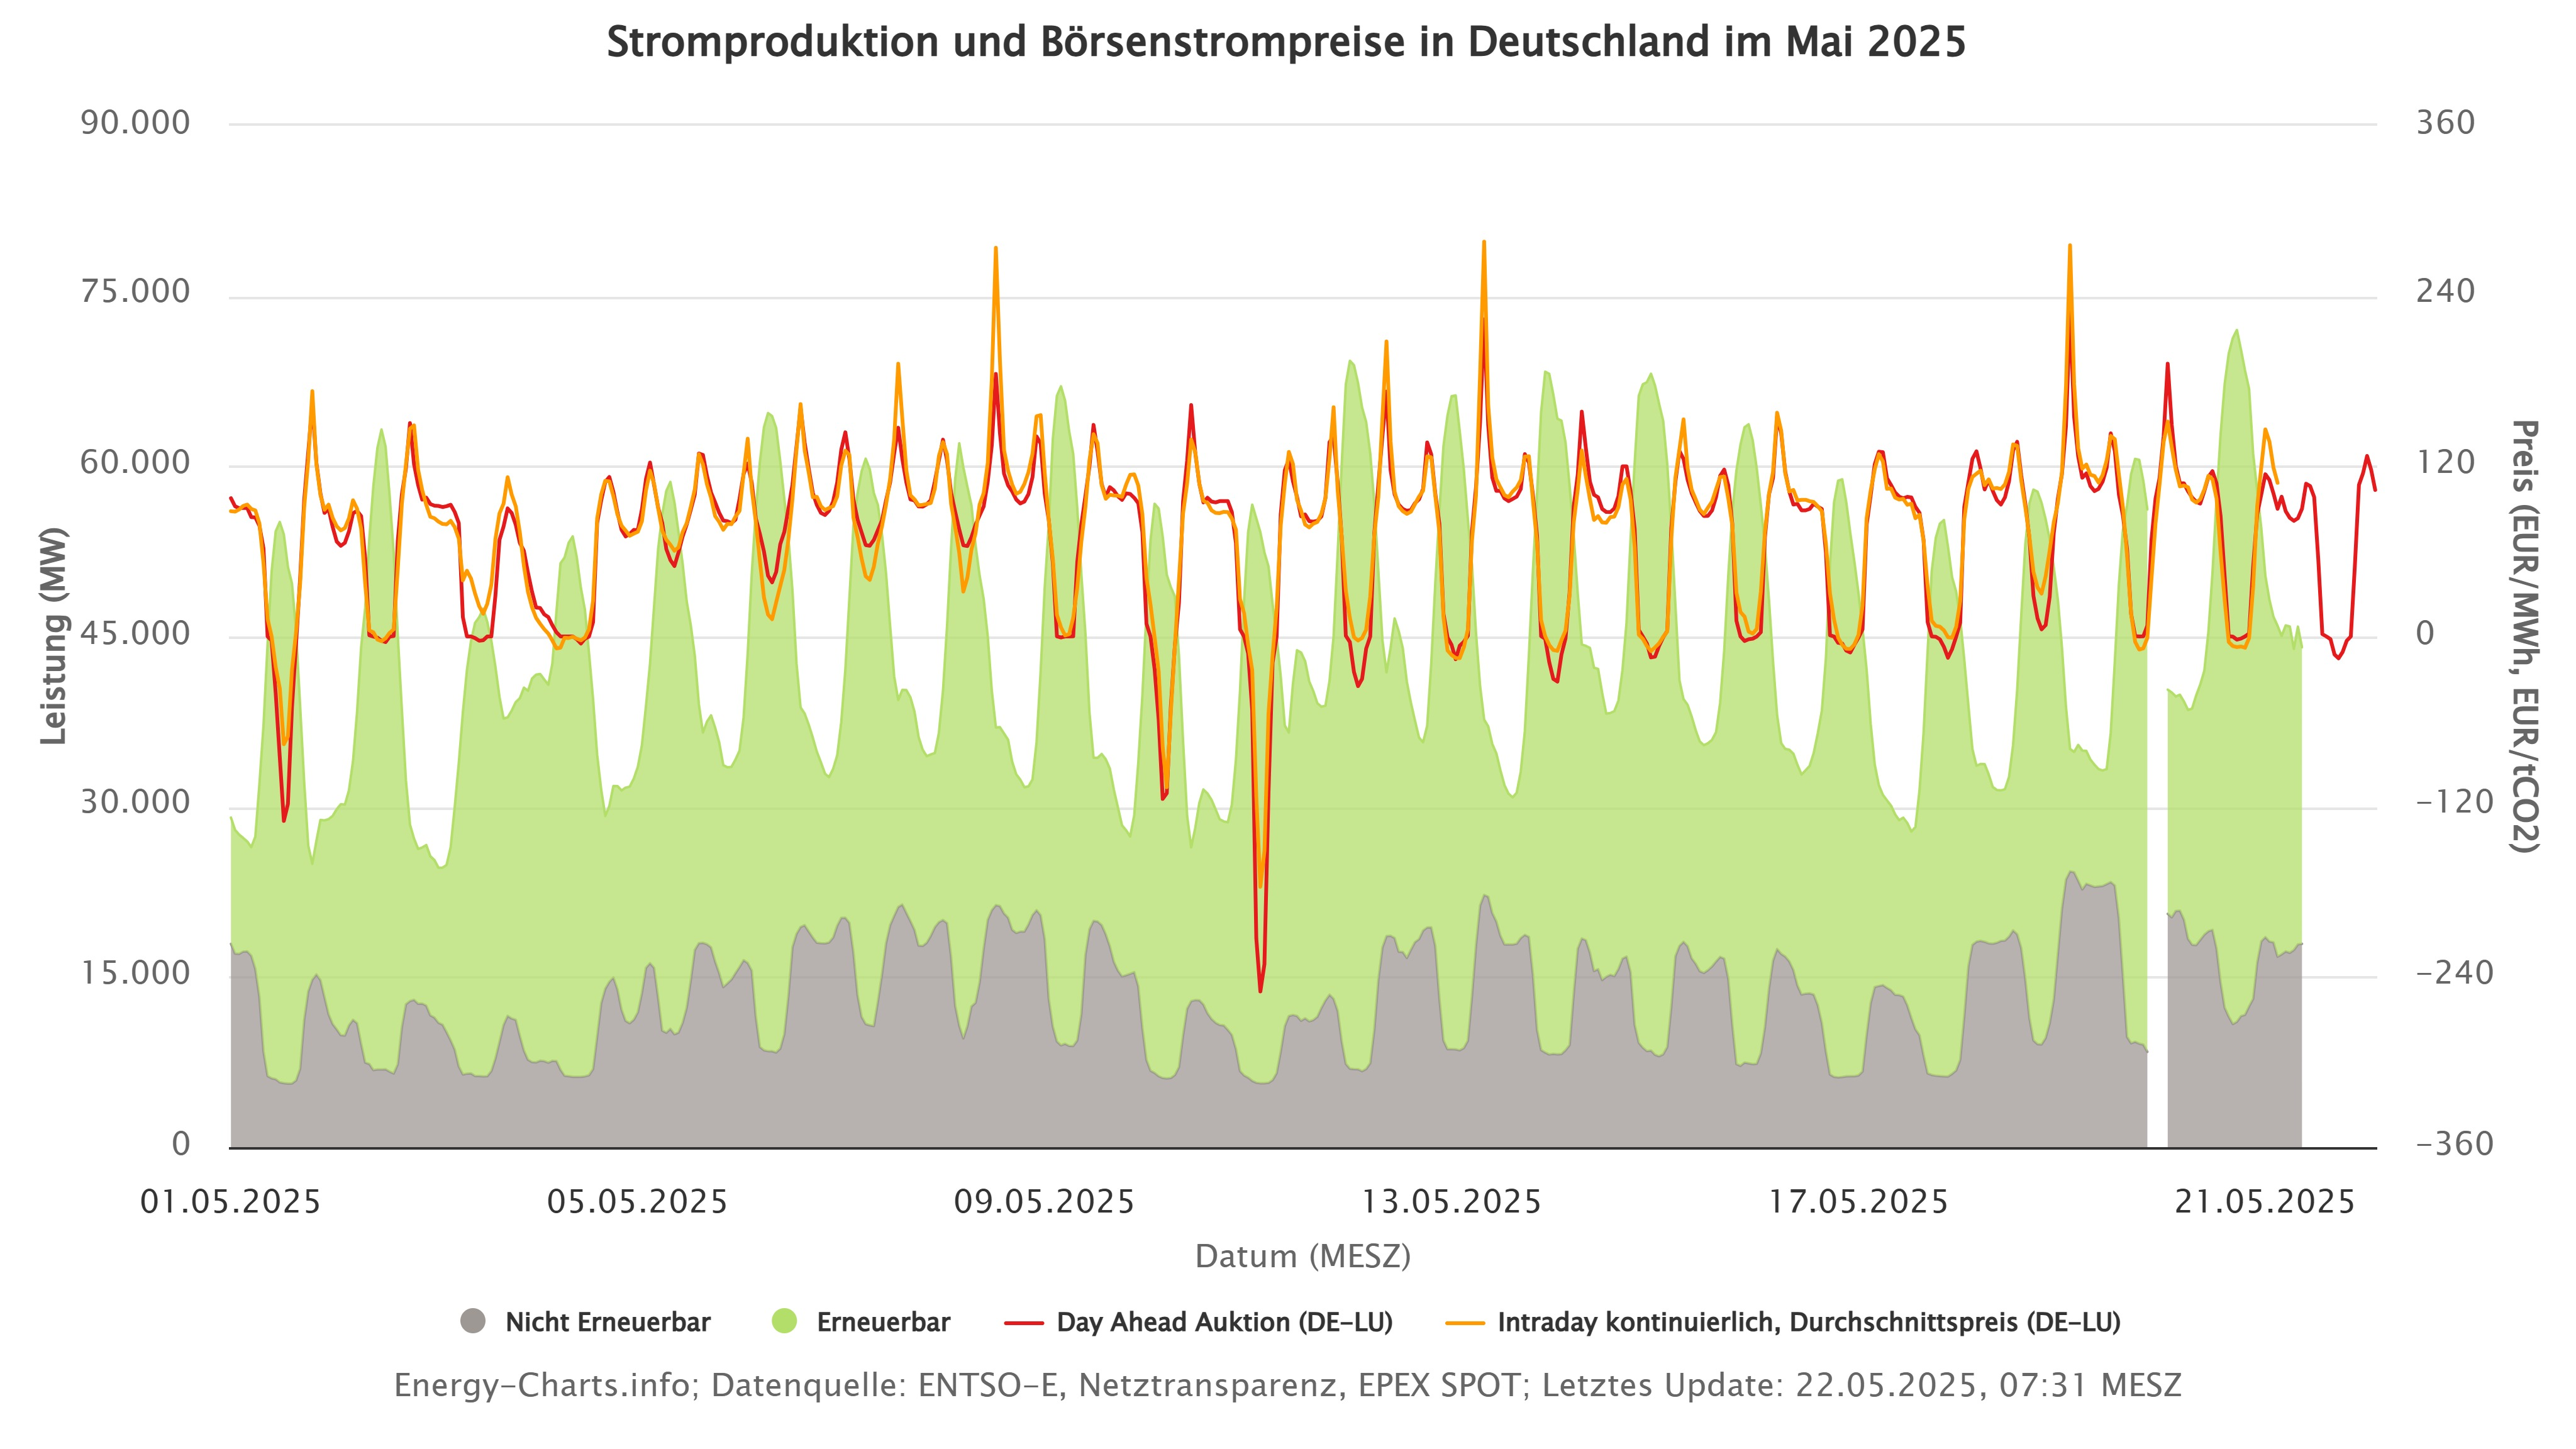 Stromproduktion und Börsenstrompreise in Deutschland im Mai 2025
90.000
75.000
60.000
45.000
30.000
15.000
0
Leistung (MW)
360
240
120
0
−120
−240
−360
Preis (EUR/MWh, EUR/tCO2)
01.05.2025 05.05.2025 09.05.2025 13.05.2025 17.05.2025 21.05.2025
Datum (MESZ)
Nicht Erneuerbar Erneuerbar Day Ahead Auktion (DE-LU) Intraday kontinuierlich, Durchschnittspreis (DE-LU)
Energy-Charts.info; Datenquelle: ENTSO-E, Netztransparenz, EPEX SPOT; Letztes Update: 22.05.2025, 07:31 MESZ